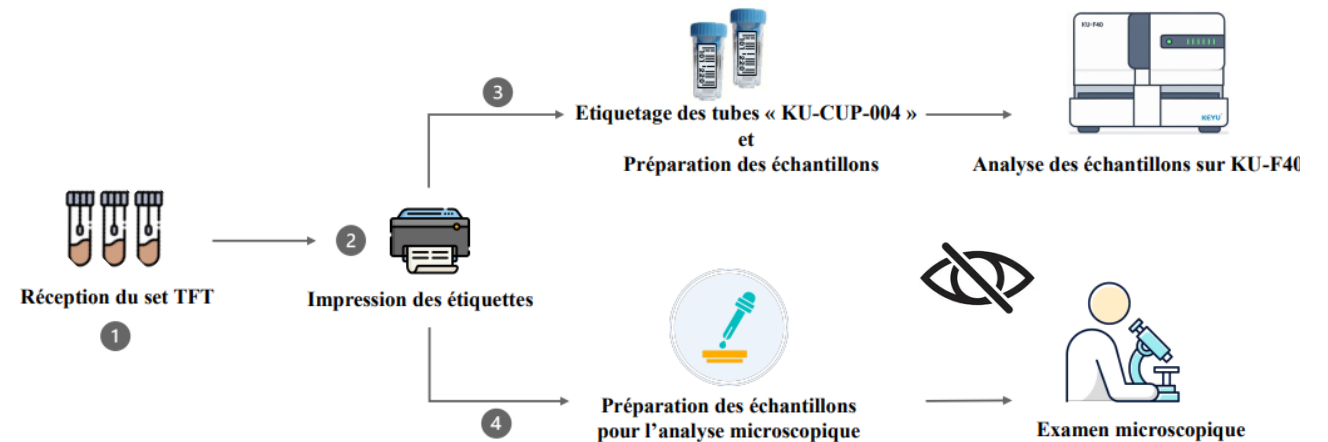 KU-F40
KEYU
3
Etiquetage des tubes « KU-CUP-004 »
et
Préparation des échantillons
Analyse des échantillons sur KU-F40
2
Réception du set TFT
Impression des étiquettes
1
4
Préparation des échantillons
pour l’analyse microscopique
Examen microscopique